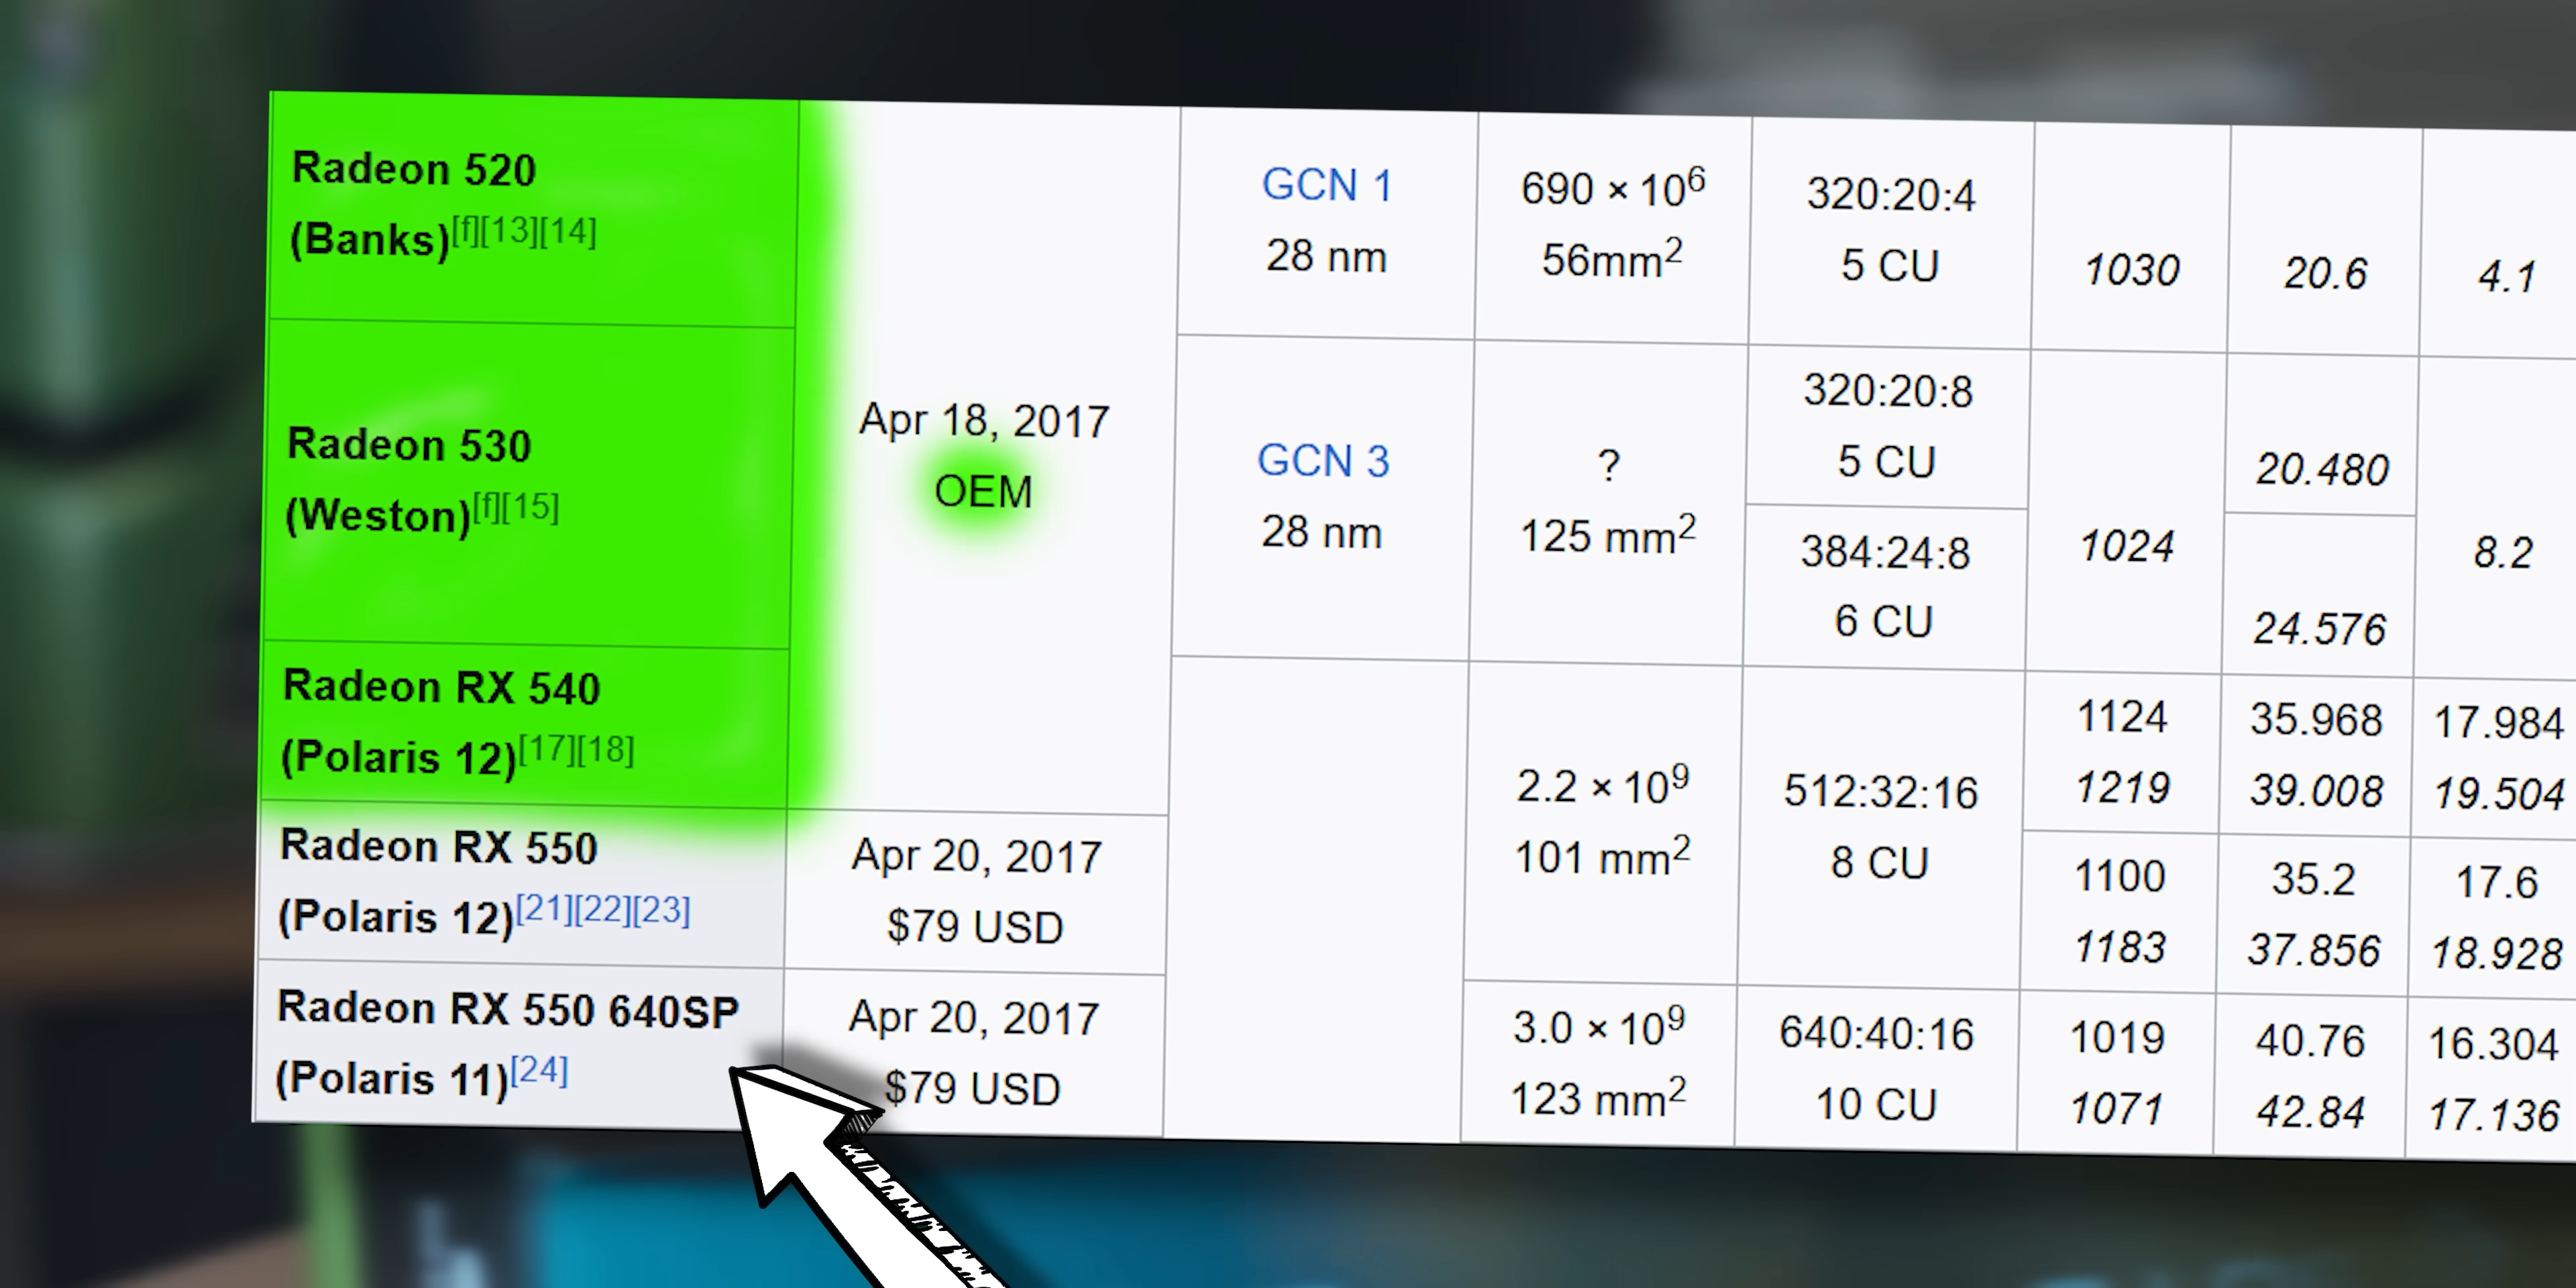 Radeon 520
(Banks)[f][13][14]
Apr 18, 2017
OEM
GCN 1
28 nm
690 × 10⁶
56mm²
320:20:4
5 CU
1030
20.6
4.1
Radeon 530
(Weston)[f][15]
GCN 3
28 nm
?
125 mm²
320:20:8
5 CU
384:24:8
6 CU
1024
20.480
24.576
8.2
Radeon RX 540
(Polaris 12)[17][18]
2.2 × 10⁹
101 mm²
512:32:16
8 CU
1124
1219
35.968
39.008
17.984
19.504
Radeon RX 550
(Polaris 12)[21][22][23]
Apr 20, 2017
$79 USD
1100
1183
35.2
37.856
17.6
18.928
Radeon RX 550 640SP
(Polaris 11)[24]
Apr 20, 2017
$79 USD
3.0 × 10⁹
123 mm²
640:40:16
10 CU
1019
1071
40.76
42.84
16.304
17.136